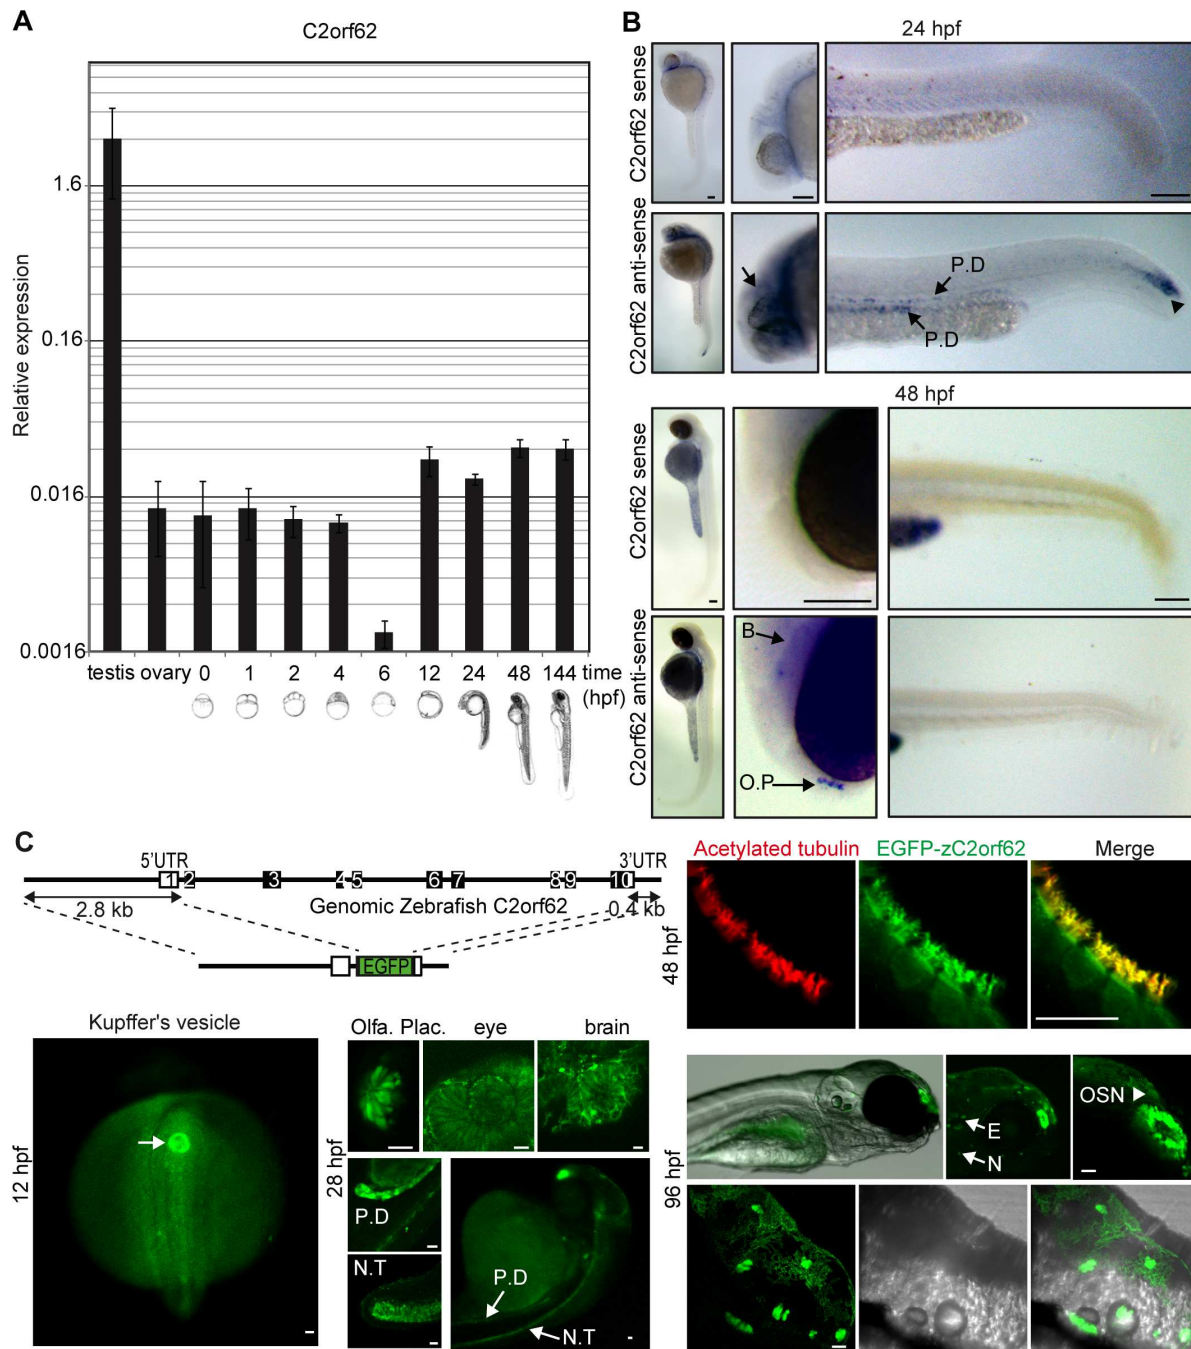 A
C2orf62
Relative expression
1.6
0.16
0.016
0.0016
testis ovary 0 1 2 4 6 12 24 48 144 time
(hpf)
B
24 hpf
C2orf62 sense
C2orf62 anti-sense
P.D
P.D
48 hpf
C2orf62 sense
C2orf62 anti-sense
B
O.P
C
5'UTR
3'UTR
1 2 3 4 5 6 7 8 9 10
2.8 kb
Genomic Zebrafish C2orf62
0.4 kb
EGFP
Acetylated tubulin
EGFP-zC2orf62
Merge
48 hpf
Kupffer's vesicle
12 hpf
Olfa. Plac.
eye
brain
28 hpf
P.D
N.T
P.D
N.T
96 hpf
E
N
OSN